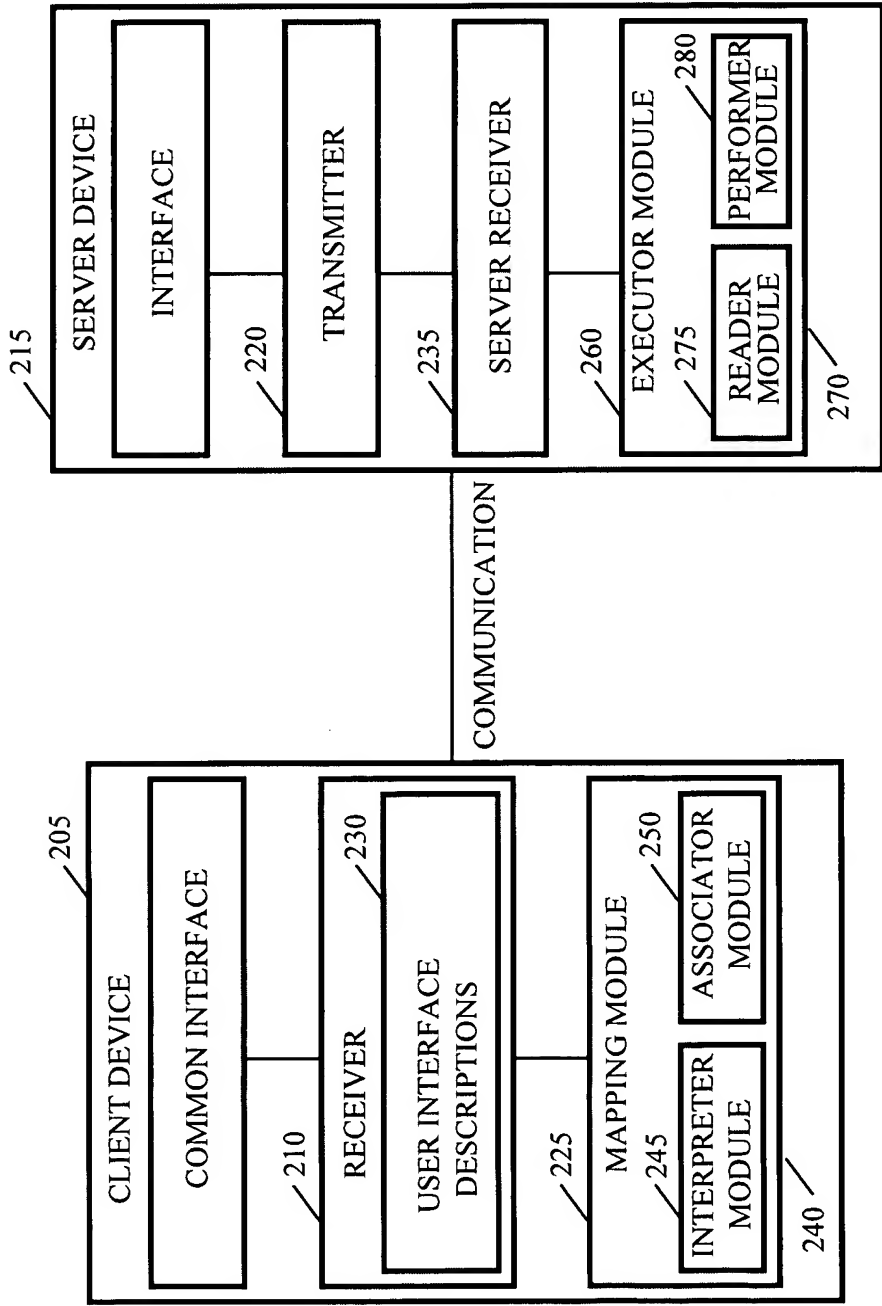 205
CLIENT DEVICE
COMMON INTERFACE
210
RECEIVER
230
USER INTERFACE
DESCRIPTIONS
225
MAPPING MODULE
245
INTERPRETER
MODULE
250
ASSOCIATOR
MODULE
240
COMMUNICATION
215
SERVER DEVICE
INTERFACE
220
TRANSMITTER
235
SERVER RECEIVER
260
EXECUTOR MODULE
275
READER
MODULE
280
PERFORMER
MODULE
270